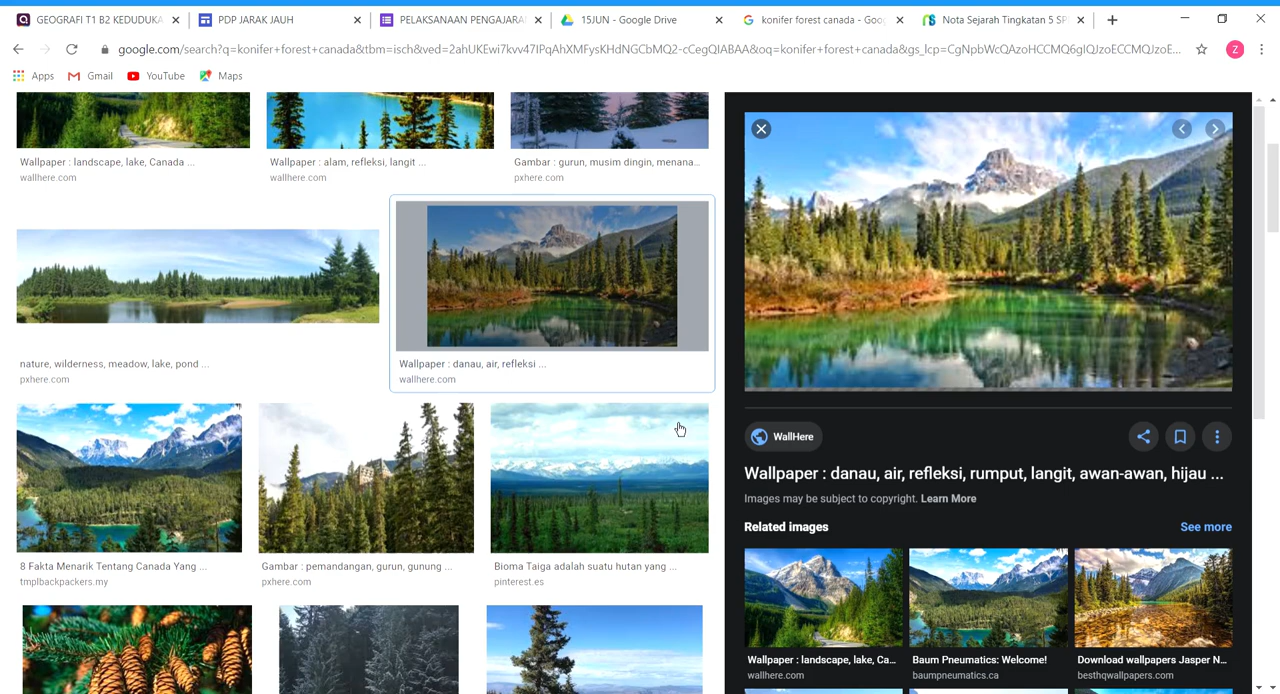 GEOGRAFI T1 B2 KEDUDUKA
PDP JARAK JAUH
PELAKSANAAN PENGAJARA
15JUN - Google Drive
konifer forest canada - Goo
Nota Sejarah Tingkatan 5 SP
google.com/search?q=konifer+forest+canada&tbm=isch&ved=2ahUKEwi7kvv47IPqAhXMFysKHdNGCbMQ2-cCegQIABAA&oq=konifer+forest+canada&gs_lcp=CgNpbWcQAzoHCCMQ6gIQJzoECCMQJzoE...
Z
Apps
Gmail
YouTube
Maps
Wallpaper : landscape, lake, Canada ...
wallhere.com
Wallpaper : alam, refleksi, langit ...
wallhere.com
Gambar : gurun, musim dingin, menana...
pxhere.com
nature, wilderness, meadow, lake, pond ...
pxhere.com
Wallpaper : danau, air, refleksi ...
wallhere.com
8 Fakta Menarik Tentang Canada Yang ...
tmplbackpackers.my
Gambar : pemandangan, gurun, gunung ...
pxhere.com
Bioma Taiga adalah suatu hutan yang ...
pinterest.es
WallHere
Wallpaper : danau, air, refleksi, rumput, langit, awan-awan, hijau ...
Images may be subject to copyright. Learn More
Related images
See more
Wallpaper : landscape, lake, Ca...
wallhere.com
Baum Pneumatics: Welcome!
baumpneumatics.ca
Download wallpapers Jasper N...
besthqwallpapers.com